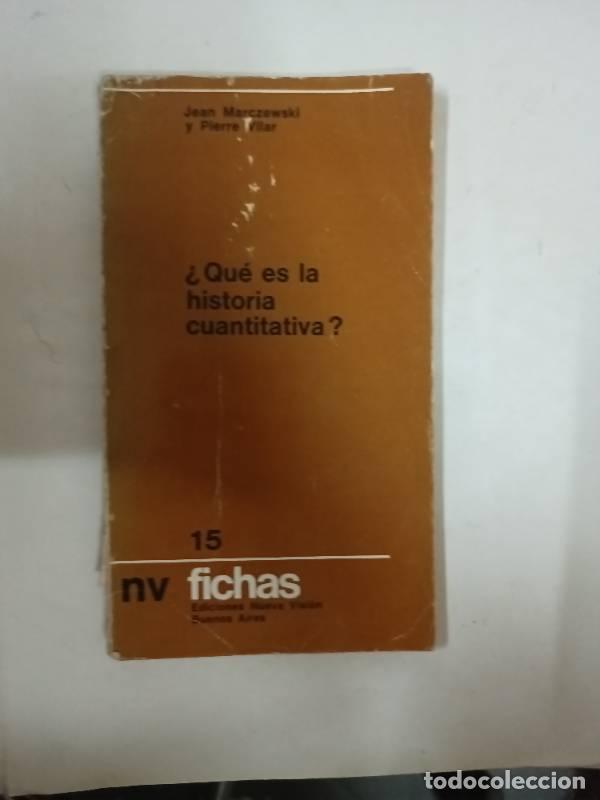 Jean Marczewski
y Pierre Vilar
¿Qué es la
historia
cuantitativa?
15
nv fichas
Ediciones Nueva Visión
Buenos Aires
todocoleccion